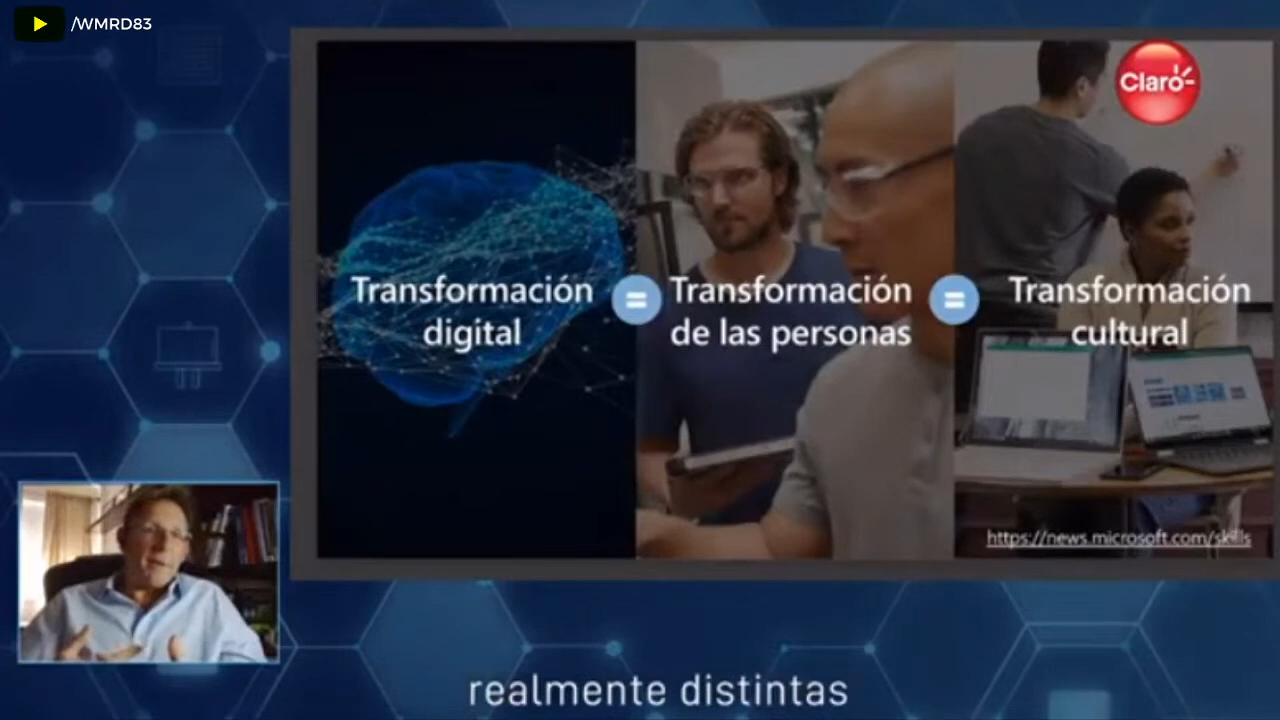 /WMRD83
Claro
Transformación
digital
=
Transformación
de las personas
=
Transformación
cultural
https://news.microsoft.com/skills
realmente distintas